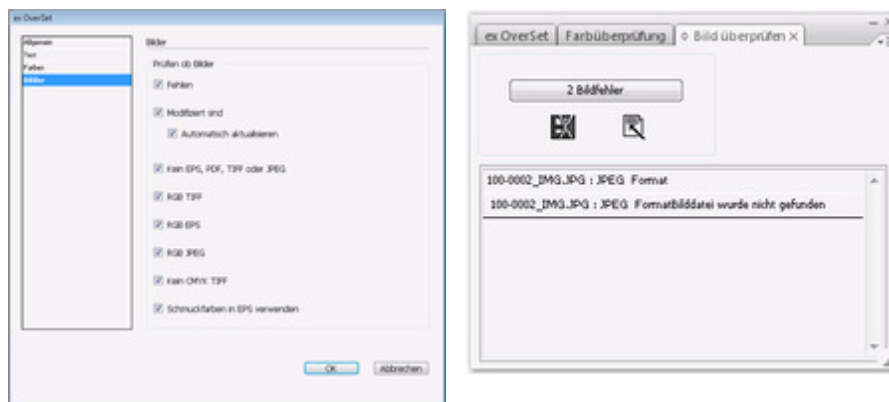 ex OverSet
Allgemein
Text
Farben
Bilder
Bilder
Prüfen ob Bilder
Fehlen
Modifiziert sind
Automatisch aktualisieren
Kein EPS, PDF, TIFF oder JPEG
RGB TIFF
RGB EPS
RGB JPEG
Kein CMYK TIFF
Schmuckfarben in EPS verwenden
OK
Abbrechen
ex OverSet
Farbüberprüfung
Bild überprüfen
2 Bildfehler
100-0002_IMG.JPG : JPEG Format
100-0002_IMG.JPG : JPEG FormatBilddatei wurde nicht gefunden